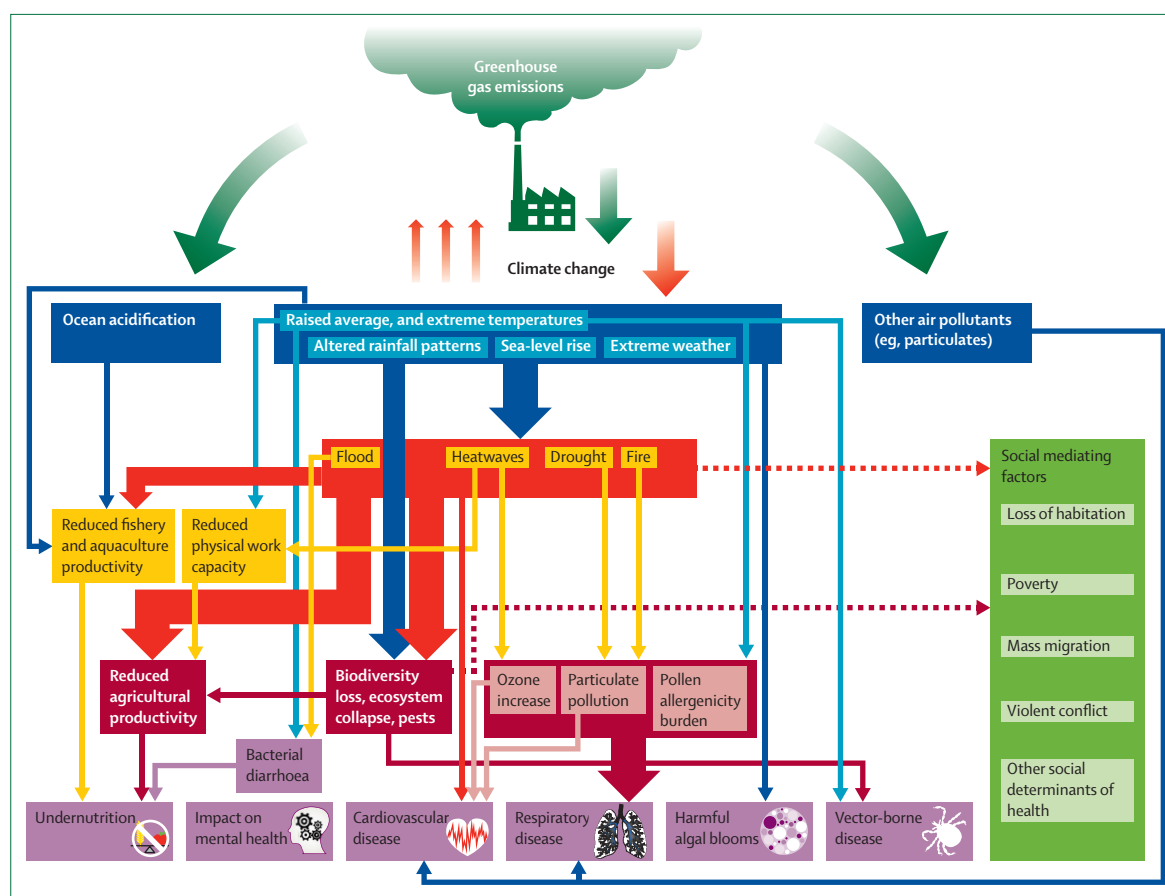 Greenhouse
gas emissions
Climate change
Ocean acidification
Raised average, and extreme temperatures
Altered rainfall patterns
Sea-level rise
Extreme weather
Other air pollutants
(eg, particulates)
Flood
Heatwaves
Drought
Fire
Social mediating
factors
Loss of habitation
Poverty
Mass migration
Violent conflict
Other social
determinants of
health
Reduced fishery
and aquaculture
productivity
Reduced
physical work
capacity
Reduced
agricultural
productivity
Biodiversity
loss, ecosystem
collapse, pests
Ozone
increase
Particulate
pollution
Pollen
allergenicity
burden
Bacterial
diarrhoea
Undernutrition
Impact on
mental health
Cardiovascular
disease
Respiratory
disease
Harmful
algal blooms
Vector-borne
disease